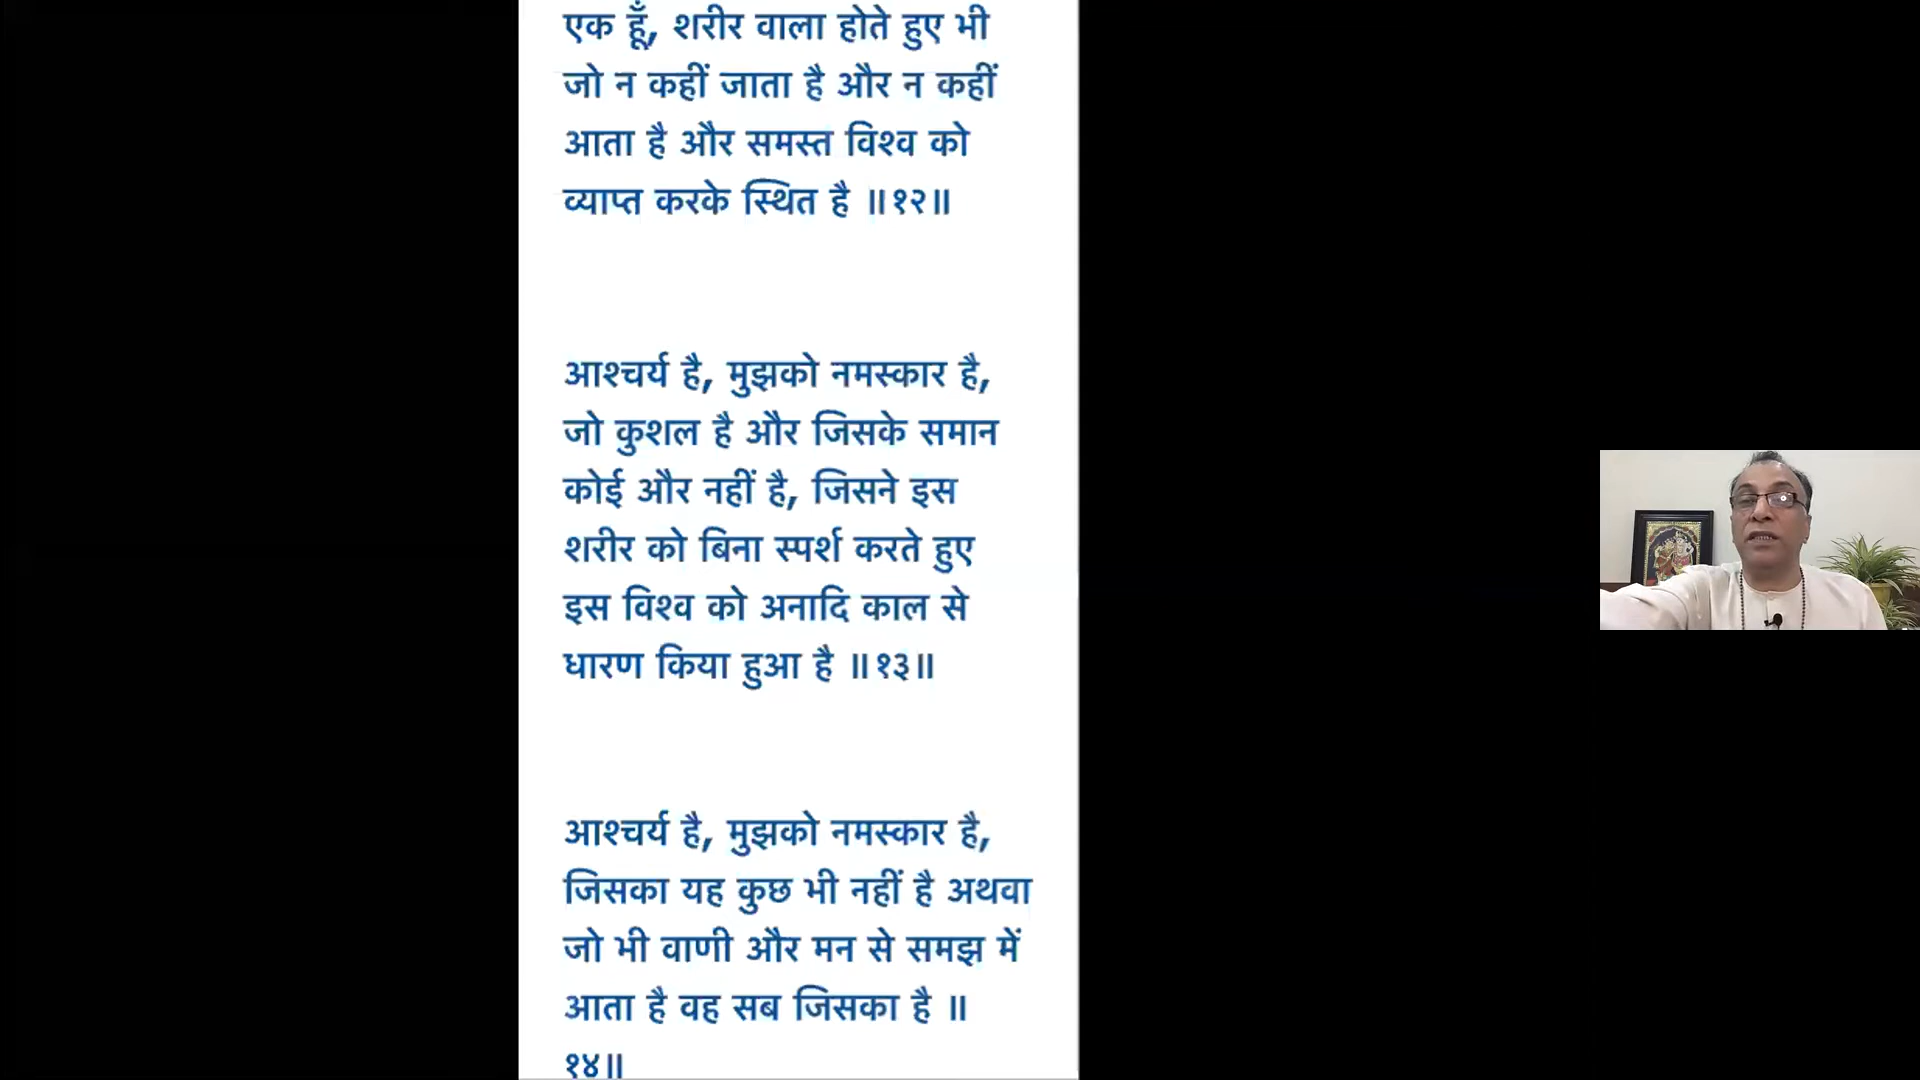 एक हूँ, शरीर वाला होते हुए भी
जो न कहीं जाता है और न कहीं
आता है और समस्त विश्व को
व्याप्त करके स्थित है ॥१२॥
आश्चर्य है, मुझको नमस्कार है,
जो कुशल है और जिसके समान
कोई और नहीं है, जिसने इस
शरीर को बिना स्पर्श करते हुए
इस विश्व को अनादि काल से
धारण किया हुआ है ॥१३॥
आश्चर्य है, मुझको नमस्कार है,
जिसका यह कुछ भी नहीं है अथवा
जो भी वाणी और मन से समझ में
आता है वह सब जिसका है ॥
१४॥